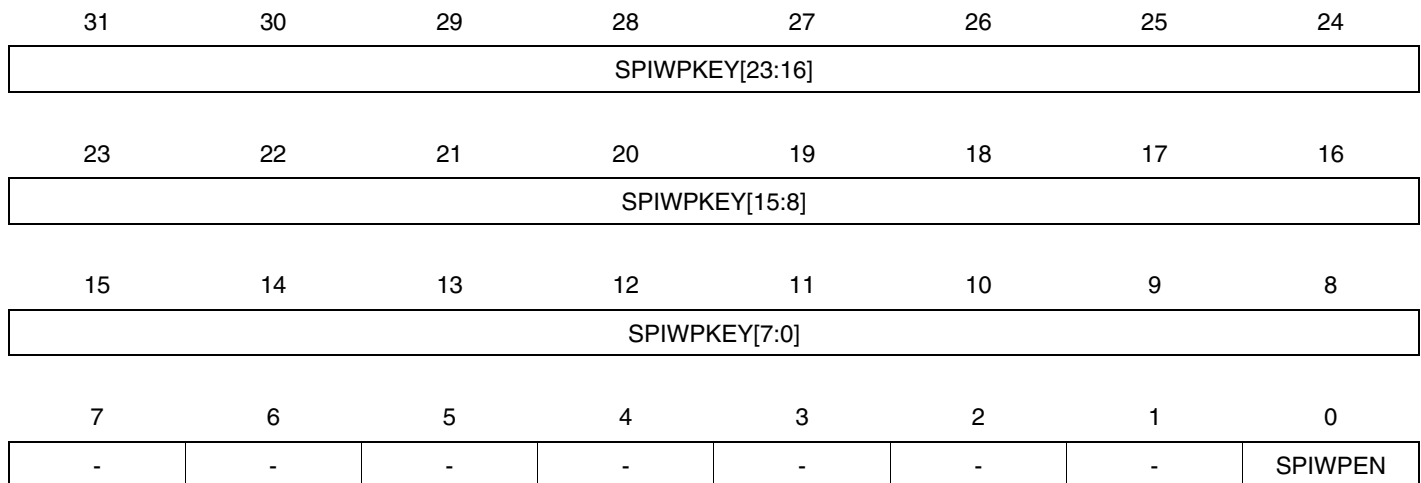 31 30 29 28 27 26 25 24
SPIWPKEY[23:16]
23 22 21 20 19 18 17 16
SPIWPKEY[15:8]
15 14 13 12 11 10 9 8
SPIWPKEY[7:0]
7 6 5 4 3 2 1 0
- - - - - - - SPIWPEN